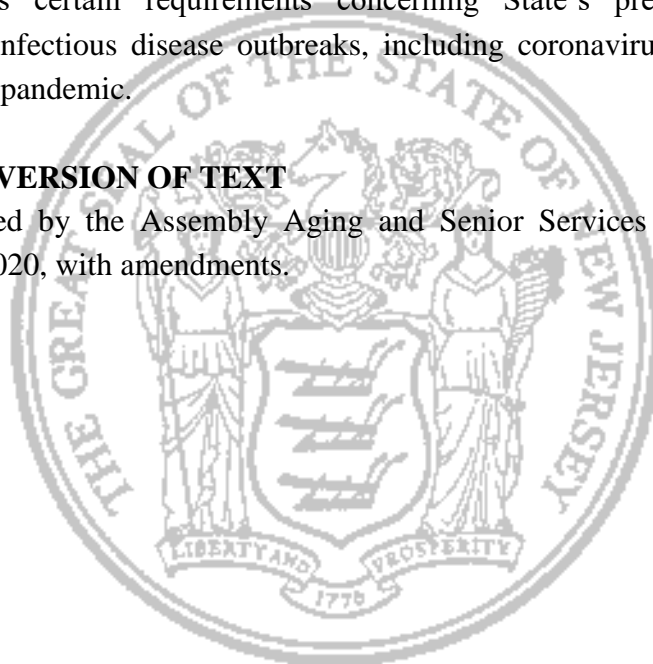 s certain requirements concerning State's pre
infectious disease outbreaks, including coronaviru
pandemic.
VERSION OF TEXT
ed by the Assembly Aging and Senior Services
020, with amendments.
THE GREAT SEAL OF THE STATE OF NEW JERSEY
LIBERTY AND PROSPERITY
1776